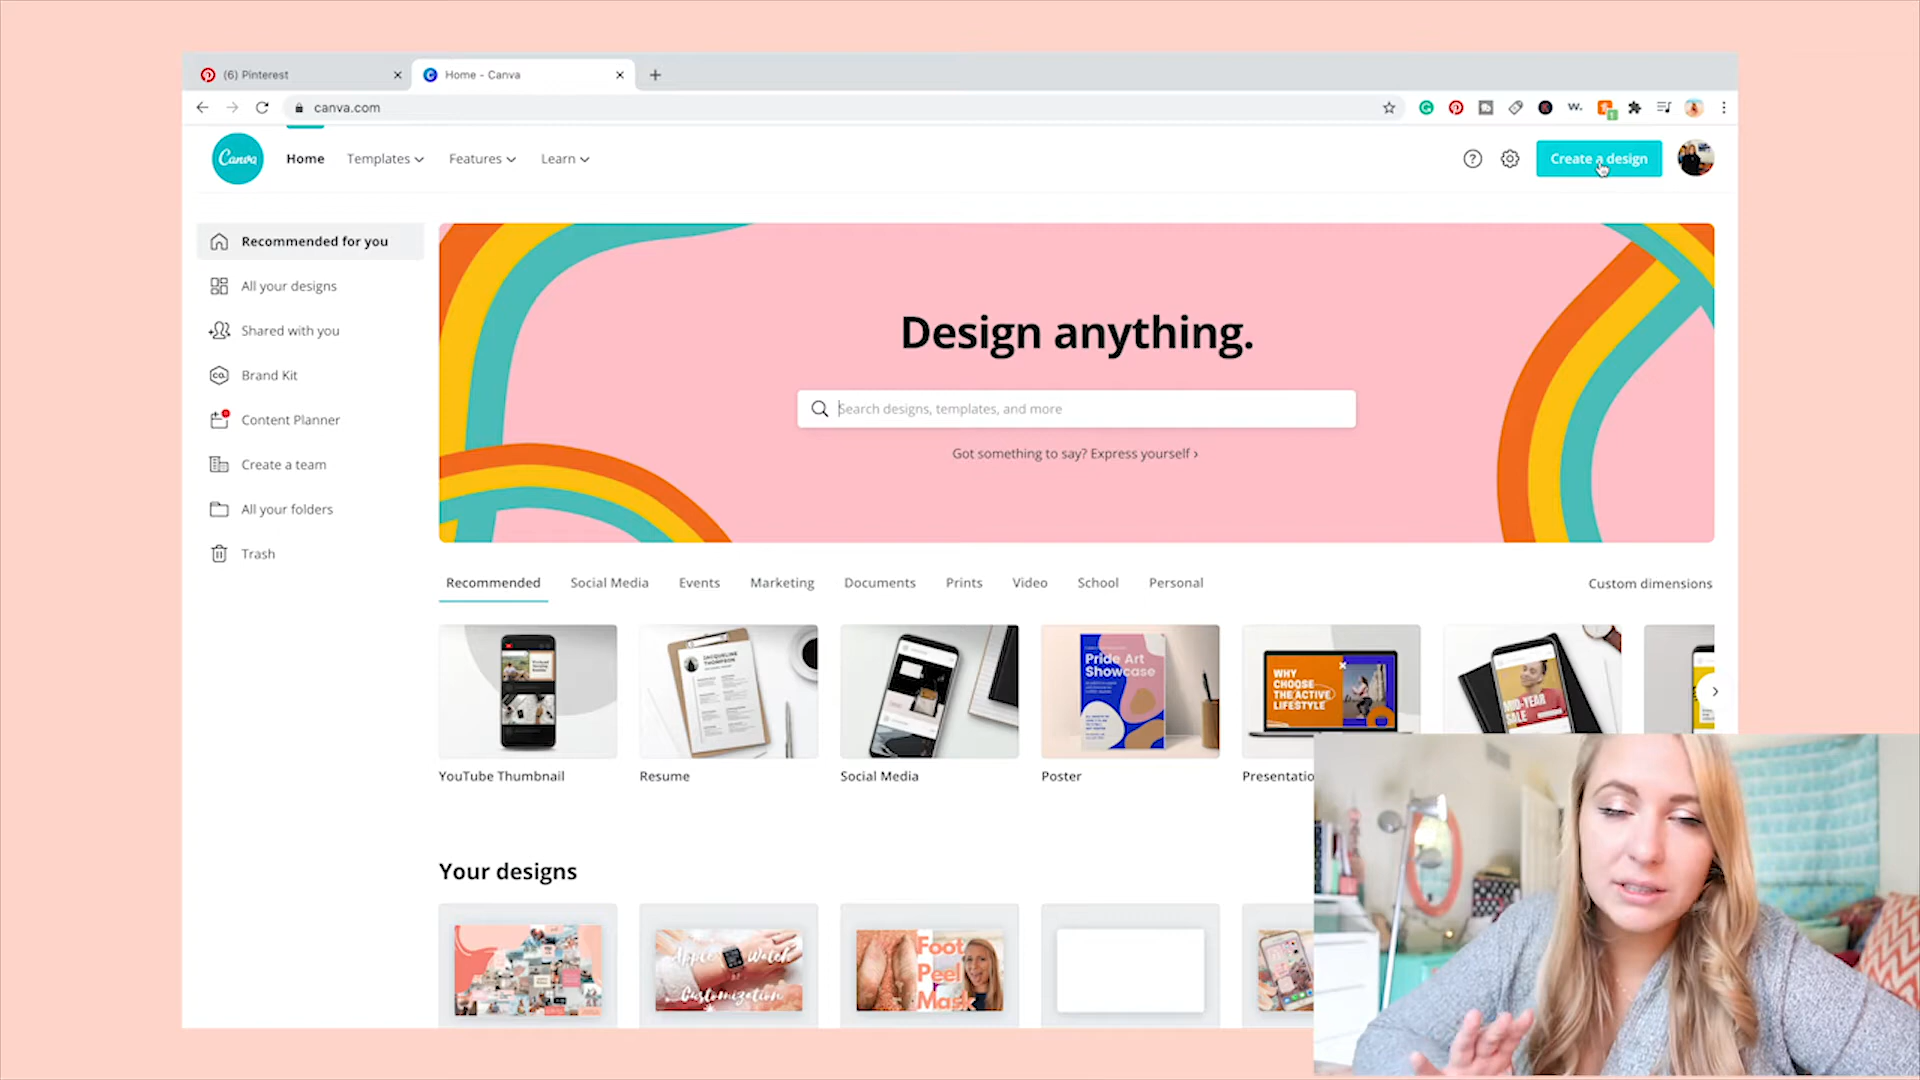 (6) Pinterest
Home - Canva
canva.com
Canva
Home
Templates
Features
Learn
Create a design
Recommended for you
All your designs
Shared with you
Brand Kit
Content Planner
Create a team
All your folders
Trash
Design anything.
Search designs, templates, and more
Got something to say? Express yourself ›
Recommended
Social Media
Events
Marketing
Documents
Prints
Video
School
Personal
Custom dimensions
JACQUELINE
THOMPSON
Pride Art
Showcase
WHY
CHOOSE
THE ACTIVE
LIFESTYLE
MID-YEAR
SALE
YouTube Thumbnail
Resume
Social Media
Poster
Presentatio
Your designs
Apple Watch
Customization
Foot
Peel
Mask